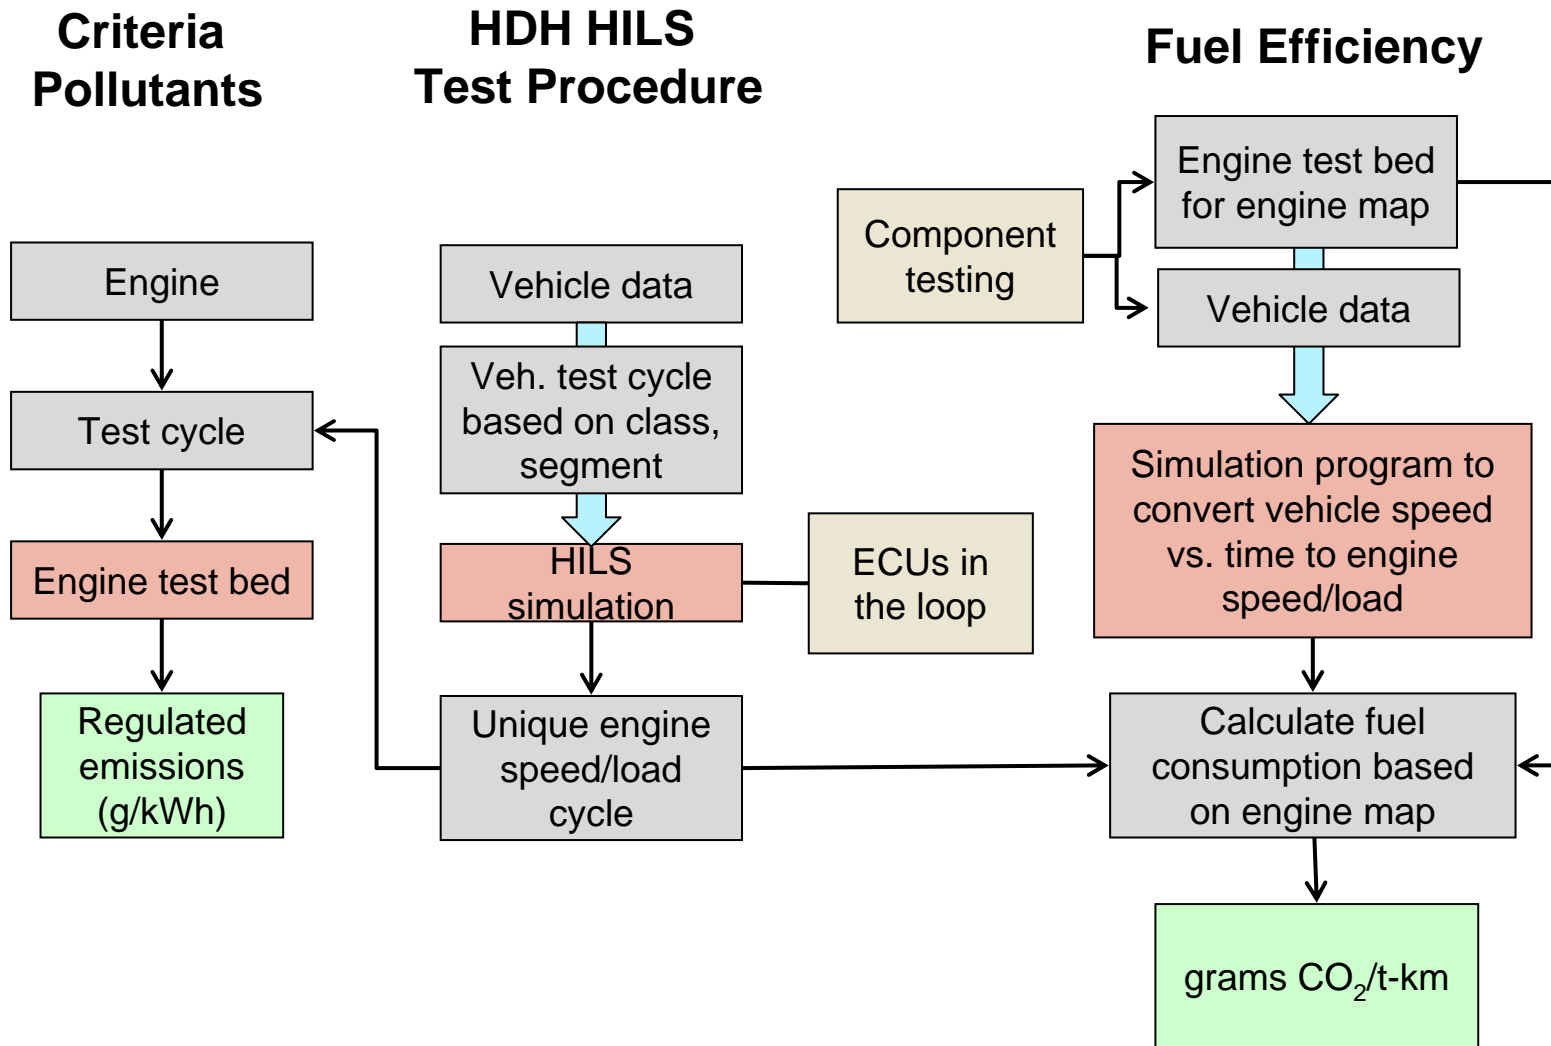 Criteria
Pollutants
Engine
Test cycle
Engine test bed
Regulated
emissions
(g/kWh)
HDH HILS
Test Procedure
Vehicle data
Veh. test cycle
based on class,
segment
HILS
simulation
ECUs in
the loop
Unique engine
speed/load
cycle
Fuel Efficiency
Component
testing
Engine test bed
for engine map
Vehicle data
Simulation program to
convert vehicle speed
vs. time to engine
speed/load
Calculate fuel
consumption based
on engine map
grams CO₂/t-km